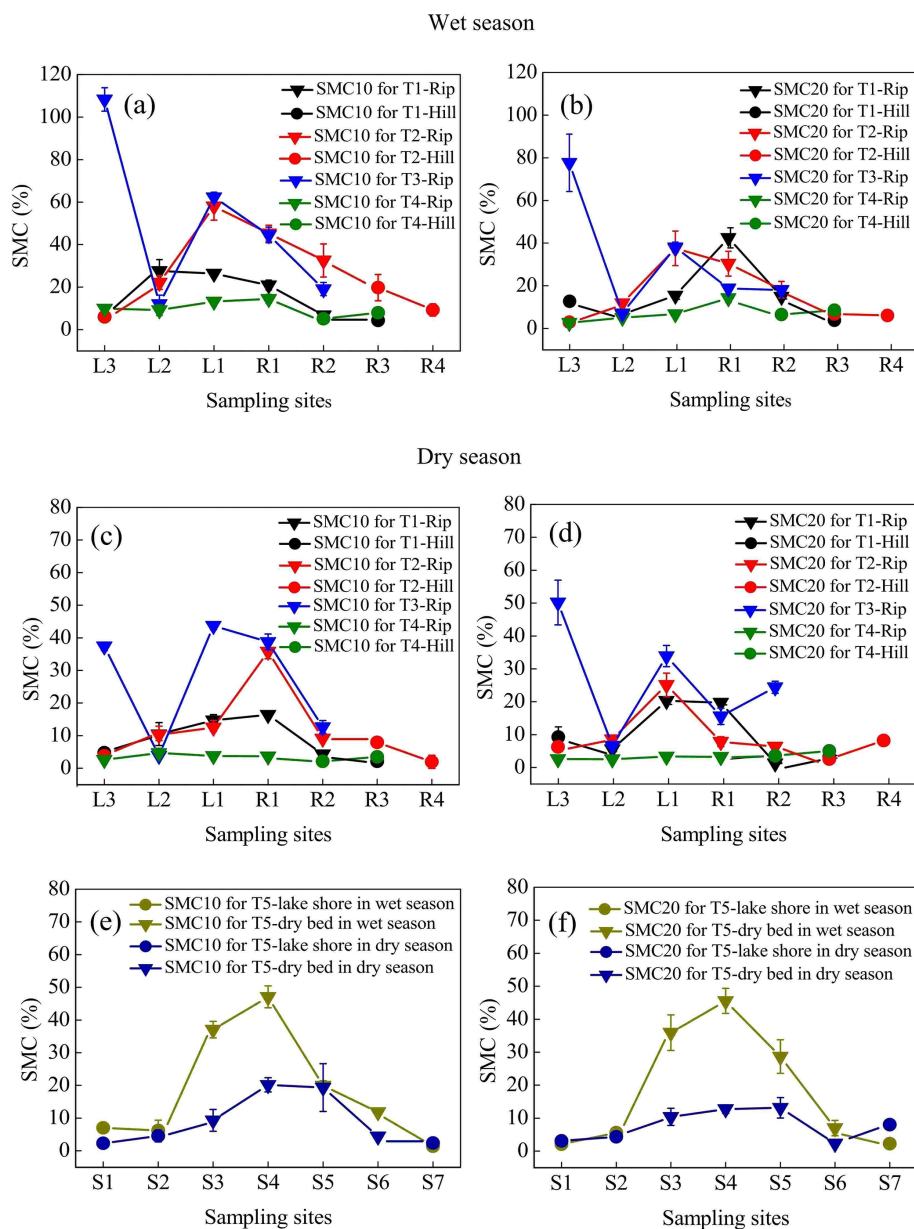 Wet season
(a)
SMC10 for T1-Rip
SMC10 for T1-Hill
SMC10 for T2-Rip
SMC10 for T2-Hill
SMC10 for T3-Rip
SMC10 for T4-Rip
SMC10 for T4-Hill
SMC (%)
120
100
80
60
40
20
0
L3 L2 L1 R1 R2 R3 R4
Sampling sites
(b)
SMC20 for T1-Rip
SMC20 for T1-Hill
SMC20 for T2-Rip
SMC20 for T2-Hill
SMC20 for T3-Rip
SMC20 for T4-Rip
SMC20 for T4-Hill
SMC (%)
120
100
80
60
40
20
0
L3 L2 L1 R1 R2 R3 R4
Sampling sites
Dry season
(c)
SMC10 for T1-Rip
SMC10 for T1-Hill
SMC10 for T2-Rip
SMC10 for T2-Hill
SMC10 for T3-Rip
SMC10 for T4-Rip
SMC10 for T4-Hill
SMC (%)
80
70
60
50
40
30
20
10
0
L3 L2 L1 R1 R2 R3 R4
Sampling sites
(d)
SMC20 for T1-Rip
SMC20 for T1-Hill
SMC20 for T2-Rip
SMC20 for T2-Hill
SMC20 for T3-Rip
SMC20 for T4-Rip
SMC20 for T4-Hill
SMC (%)
80
70
60
50
40
30
20
10
0
L3 L2 L1 R1 R2 R3 R4
Sampling sites
(e)
SMC10 for T5-lake shore in wet season
SMC10 for T5-dry bed in wet season
SMC10 for T5-lake shore in dry season
SMC10 for T5-dry bed in dry season
SMC (%)
80
70
60
50
40
30
20
10
0
S1 S2 S3 S4 S5 S6 S7
Sampling sites
(f)
SMC20 for T5-lake shore in wet season
SMC20 for T5-dry bed in wet season
SMC20 for T5-lake shore in dry season
SMC20 for T5-dry bed in dry season
SMC (%)
80
70
60
50
40
30
20
10
0
S1 S2 S3 S4 S5 S6 S7
Sampling sites